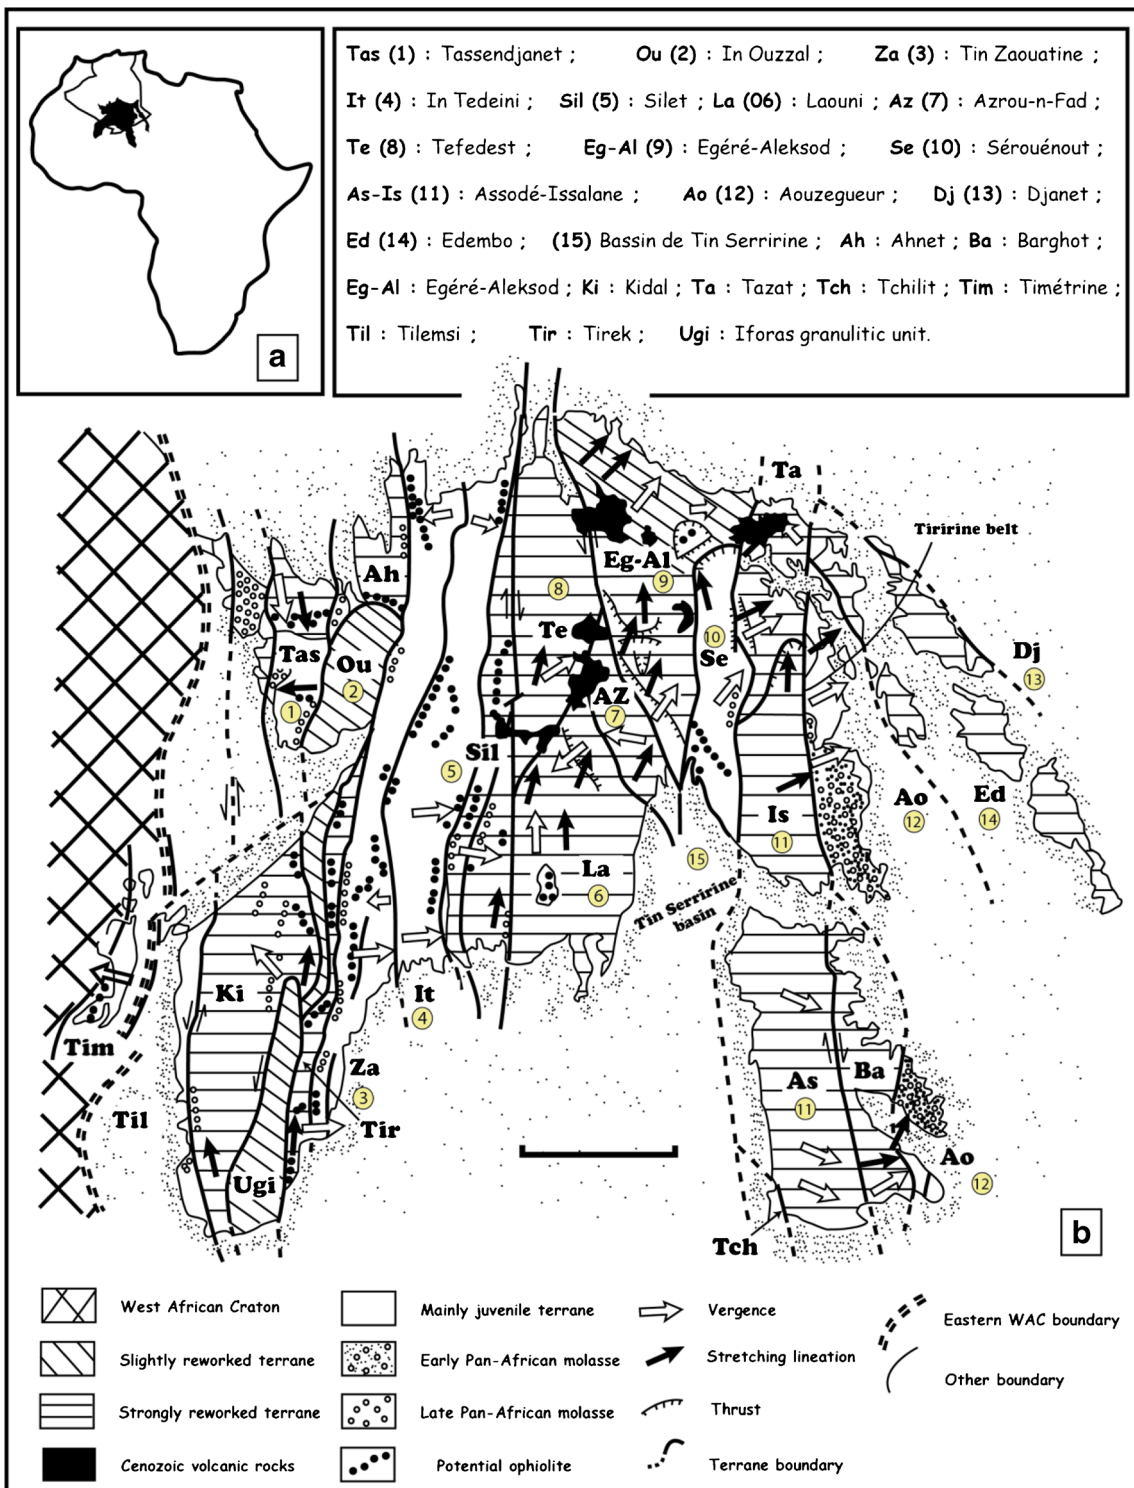 Tas (1) : Tassendjanet ; Ou (2) : In Ouzzal ; Za (3) : Tin Zaouatine ;
It (4) : In Tedeini ; Sil (5) : Silet ; La (06) : Laouni ; Az (7) : Azrou-n-Fad ;
Te (8) : Tefedest ; Eg-Al (9) : Egéré-Aleksod ; Se (10) : Sérouénout ;
As-Is (11) : Assodé-Issalane ; Ao (12) : Aouzegueur ; Dj (13) : Djanet ;
Ed (14) : Edembo ; (15) Bassin de Tin Serririne ; Ah : Ahnet ; Ba : Barghot ;
Eg-Al : Egéré-Aleksod ; Ki : Kidal ; Ta : Tazat ; Tch : Tchilit ; Tim : Timétrine ;
Til : Tilemsi ; Tir : Tirek ; Ugi : Iforas granulitic unit.
a
Ta
Tiririne belt
Eg-Al
9
Ah
8
Te
10
Se
Tas
Ou
2
1
Dj
13
AZ
7
Sil
5
Is
11
Ao
12
Ed
14
15
La
6
Tin Serririne
basin
Ki
It
4
Tim
Za
3
Til
Tir
As
11
Ba
Ao
12
Ugi
Tch
b
West African Craton
Slightly reworked terrane
Strongly reworked terrane
Cenozoic volcanic rocks
Mainly juvenile terrane
Early Pan-African molasse
Late Pan-African molasse
Potential ophiolite
Vergence
Stretching lineation
Thrust
Terrane boundary
Eastern WAC boundary
Other boundary